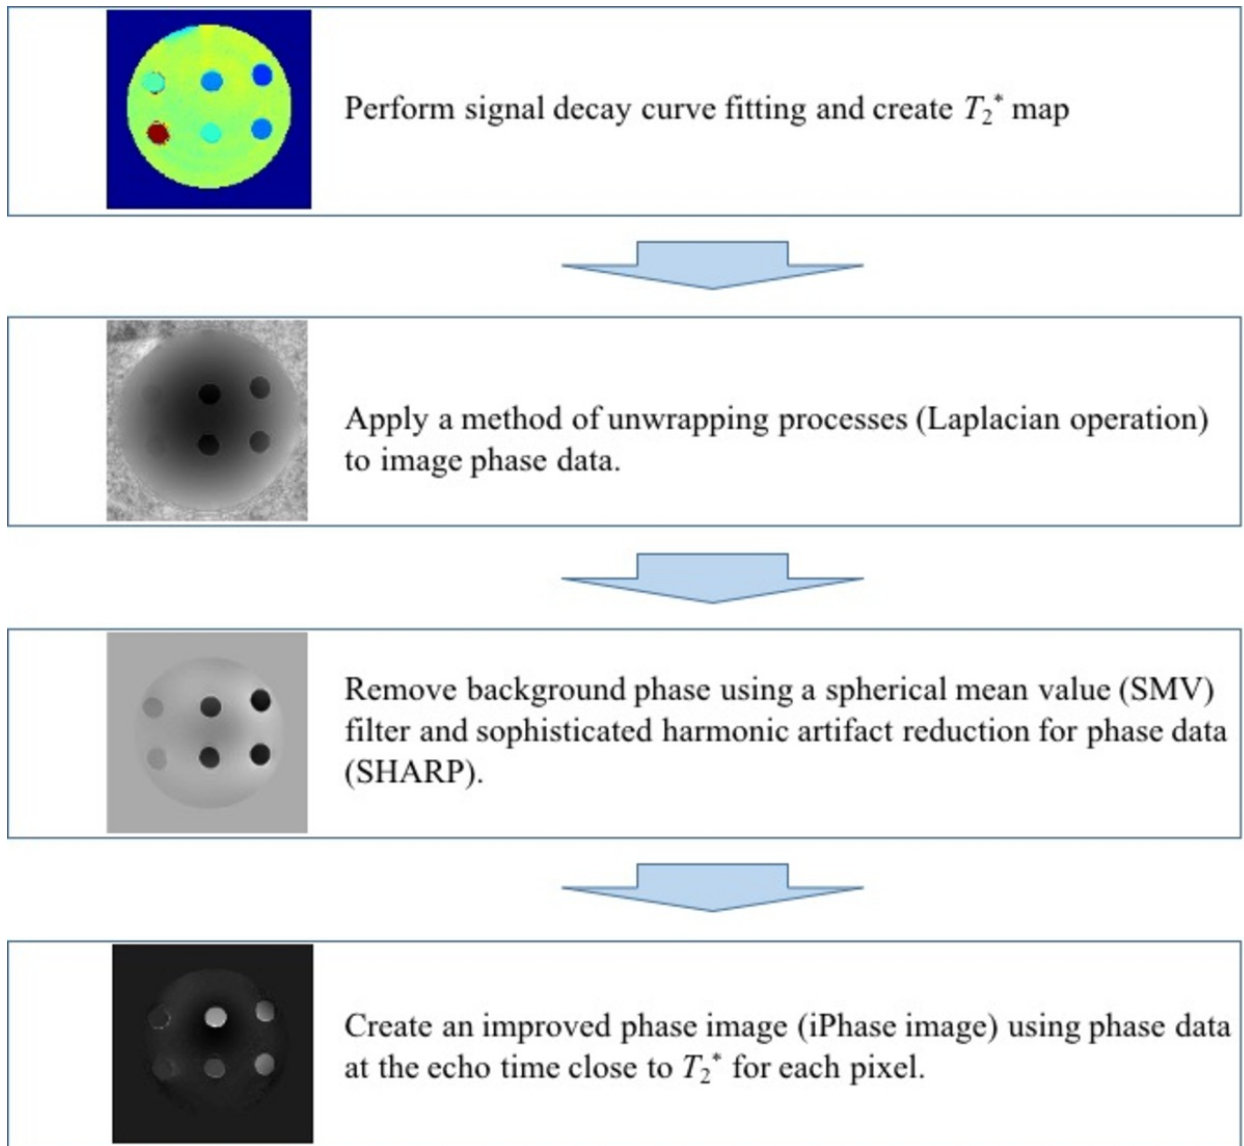 Perform signal decay curve fitting and create T₂* map
Apply a method of unwrapping processes (Laplacian operation)
to image phase data.
Remove background phase using a spherical mean value (SMV)
filter and sophisticated harmonic artifact reduction for phase data
(SHARP).
Create an improved phase image (iPhase image) using phase data
at the echo time close to T₂* for each pixel.